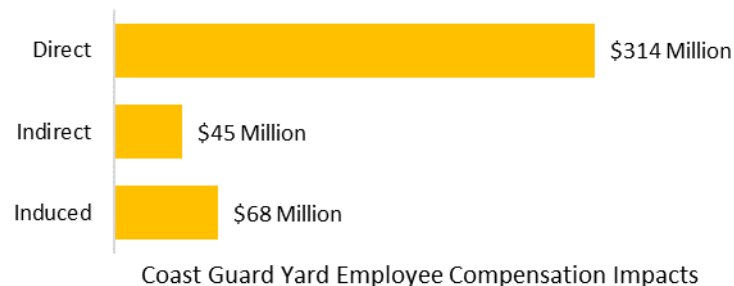 Direct $314 Million
Indirect $45 Million
Induced $68 Million
Coast Guard Yard Employee Compensation Impacts